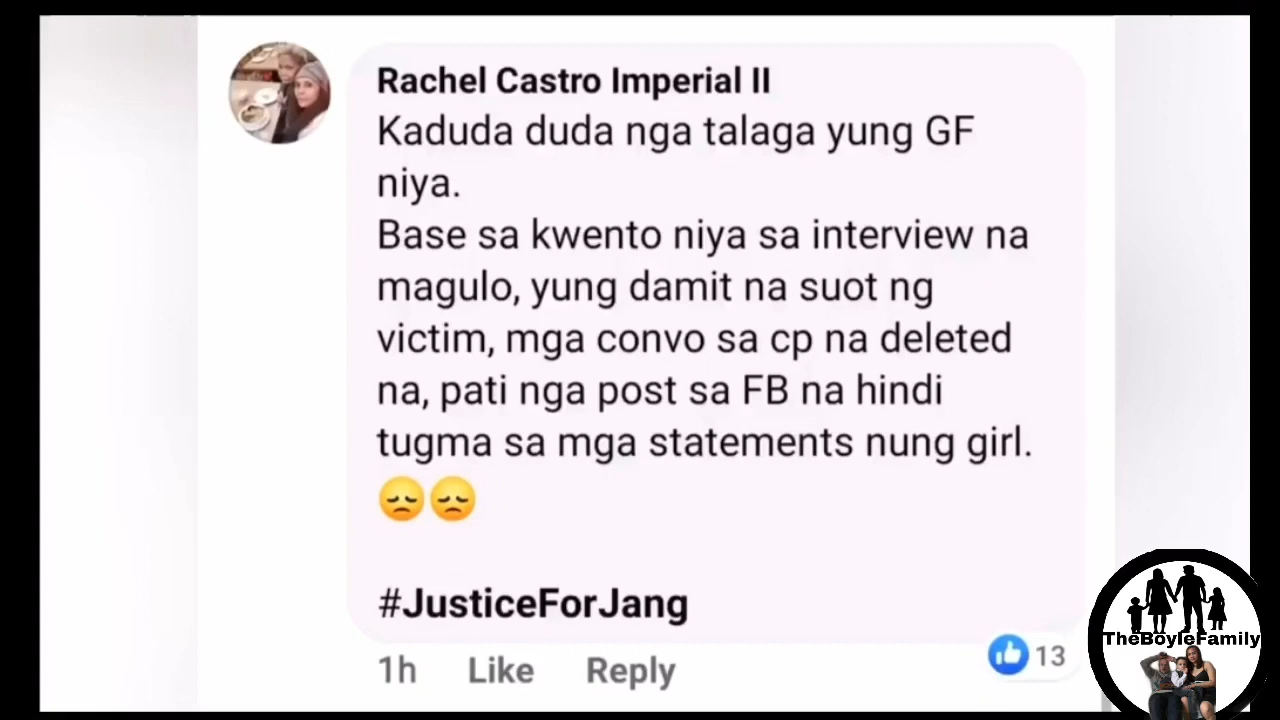 Rachel Castro Imperial II
Kaduda duda nga talaga yung GF
niya.
Base sa kwento niya sa interview na
magulo, yung damit na suot ng
victim, mga convo sa cp na deleted
na, pati nga post sa FB na hindi
tugma sa mga statements nung girl.
😞😞
#JusticeForJang
1h Like Reply 13
TheBoyleFamily